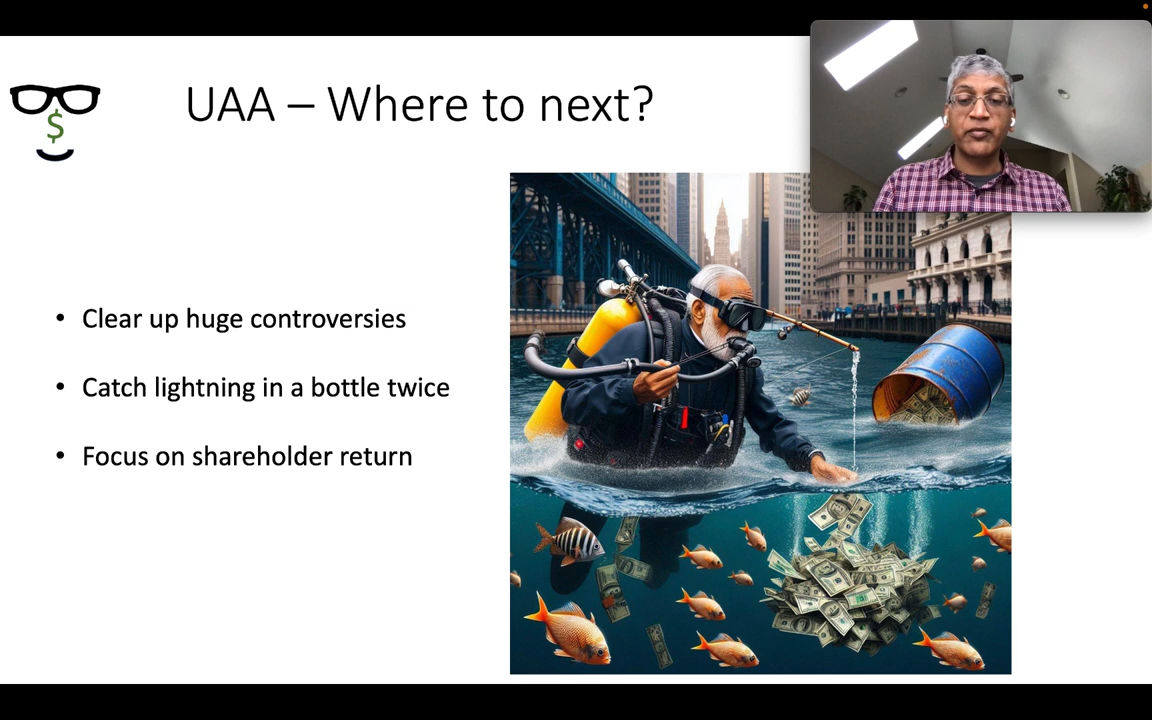 $
UAA – Where to next?
• Clear up huge controversies
• Catch lightning in a bottle twice
• Focus on shareholder return